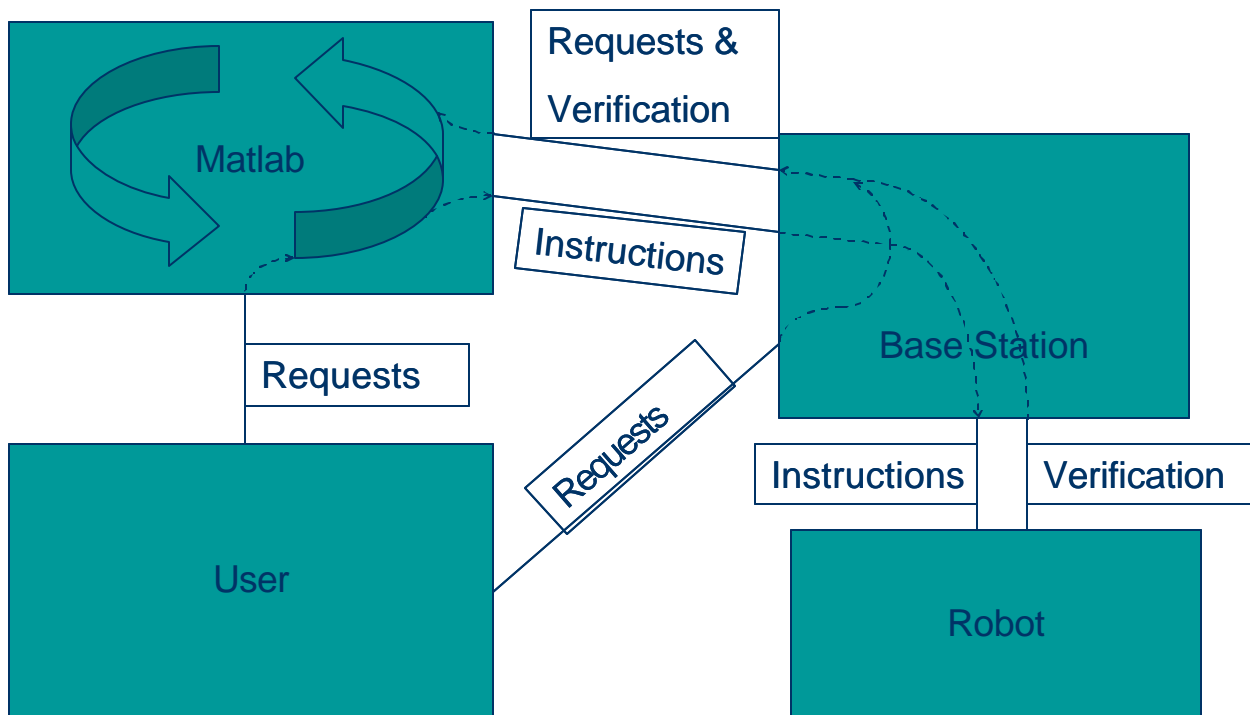 Requests &
Verification
Matlab
Instructions
Base Station
Requests
Requests
Instructions
Verification
User
Robot